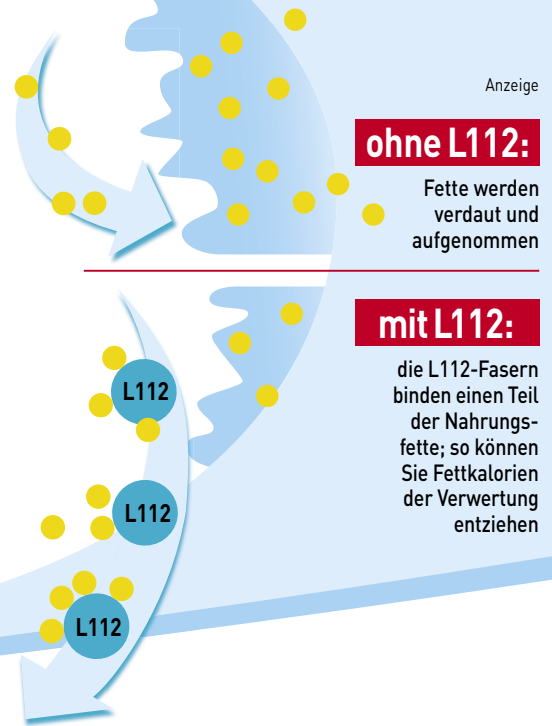 Anzeige
ohne L112:
Fette werden
verdaut und
aufgenommen
mit L112:
die L112-Fasern
binden einen Teil
der Nahrungs-
fette; so können
Sie Fettkalorien
der Verwertung
entziehen
L112
L112
L112